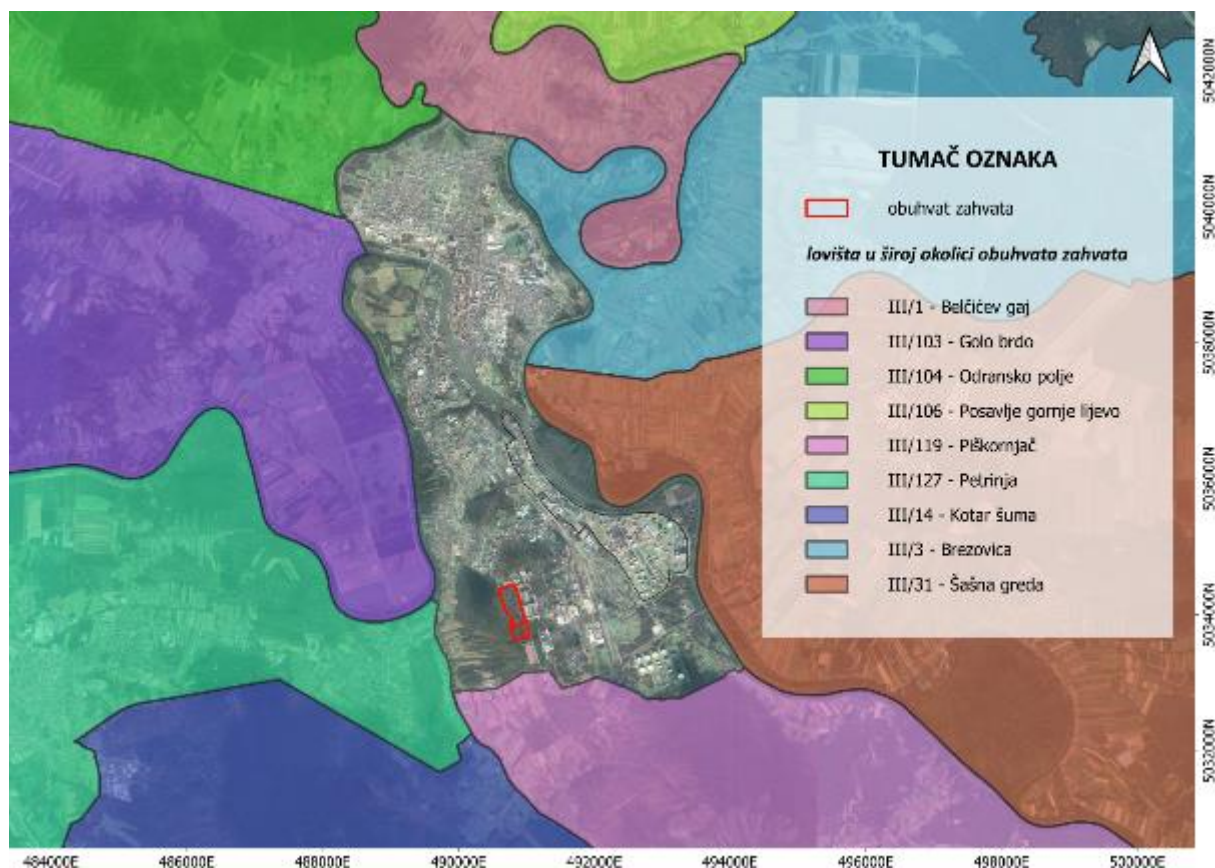 TUMAČ OZNAKA
obuhvat zahvata
lovišta u široj okolici obuhvata zahvata
III/1 - Belčićev gaj
III/103 - Golo brdo
III/104 - Odransko polje
III/106 - Posavlje gornje lijevo
III/119 - Piškornjač
III/127 - Petrinja
III/14 - Kotar šuma
III/3 - Brezovica
III/31 - Šašna greda
5042000N
5040000N
5038000N
5036000N
5034000N
5032000N
484000E 486000E 488000E 490000E 492000E 494000E 496000E 498000E 500000E